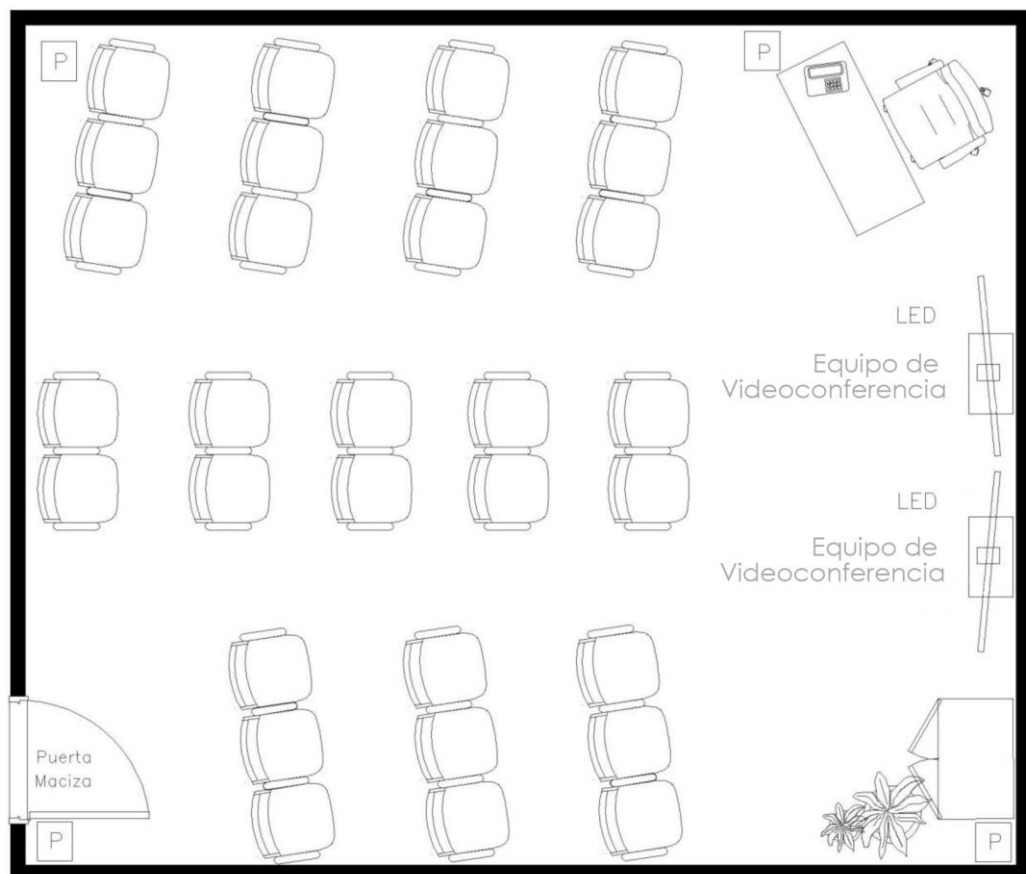 P
P
LED
Equipo de
Videoconferencia
LED
Equipo de
Videoconferencia
Puerta
Maciza
P
P